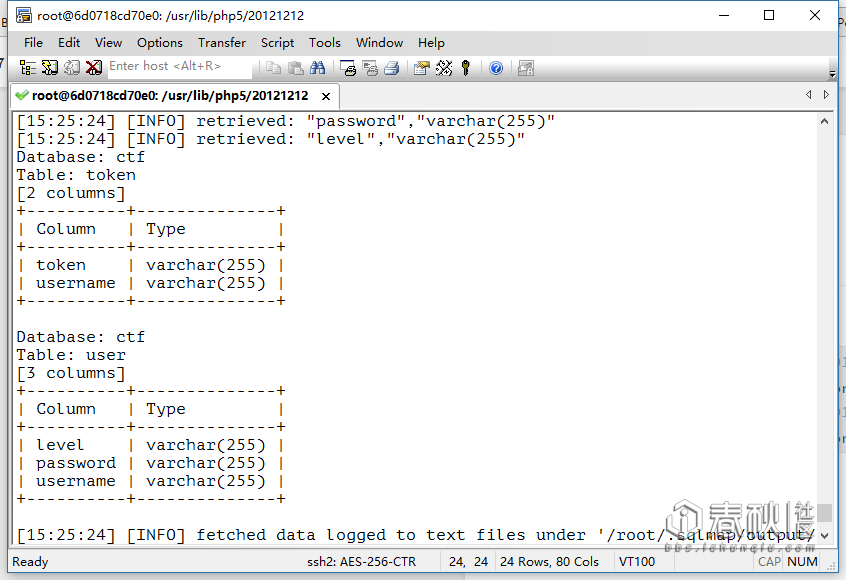 root@6d0718cd70e0: /usr/lib/php5/20121212
File Edit View Options Transfer Script Tools Window Help
Enter host <Alt+R>
root@6d0718cd70e0: /usr/lib/php5/20121212
[15:25:24] [INFO] retrieved: "password","varchar(255)"
[15:25:24] [INFO] retrieved: "level","varchar(255)"
Database: ctf
Table: token
[2 columns]
+----------+--------------+
| Column   | Type         |
+----------+--------------+
| token    | varchar(255) |
| username | varchar(255) |
+----------+--------------+
Database: ctf
Table: user
[3 columns]
+----------+--------------+
| Column   | Type         |
+----------+--------------+
| level    | varchar(255) |
| password | varchar(255) |
| username | varchar(255) |
+----------+--------------+
[15:25:24] [INFO] fetched data logged to text files under '/root/.sqlmap/output/
春秋社区
bbs.ichunqiu.com
Ready ssh2: AES-256-CTR 24, 24 24 Rows, 80 Cols VT100 CAP NUM